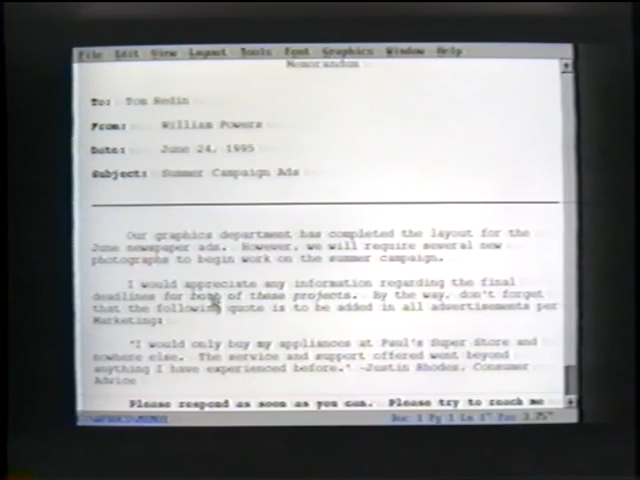 File Edit View Layout Tools Font Graphics Window Help
Memorandum
To: Tom Redin
From: William Powers
Date: June 24, 1995
Subject: Summer Campaign Ads
Our graphics department has completed the layout for the
June newspaper ads. However, we will require several new
photographs to begin work on the summer campaign.
I would appreciate any information regarding the final
deadlines for both of these projects. By the way, don't forget
that the following quote is to be added in all advertisements per
Marketing:
"I would only buy my appliances at Paul's Super Store and
nowhere else. The service and support offered went beyond
anything I have experienced before." -Justin Rhodes, Consumer
Advice
Please respond as soon as you can. Please try to reach me
Doc 1 Pg 1 Ln 1" Pos 3.75"